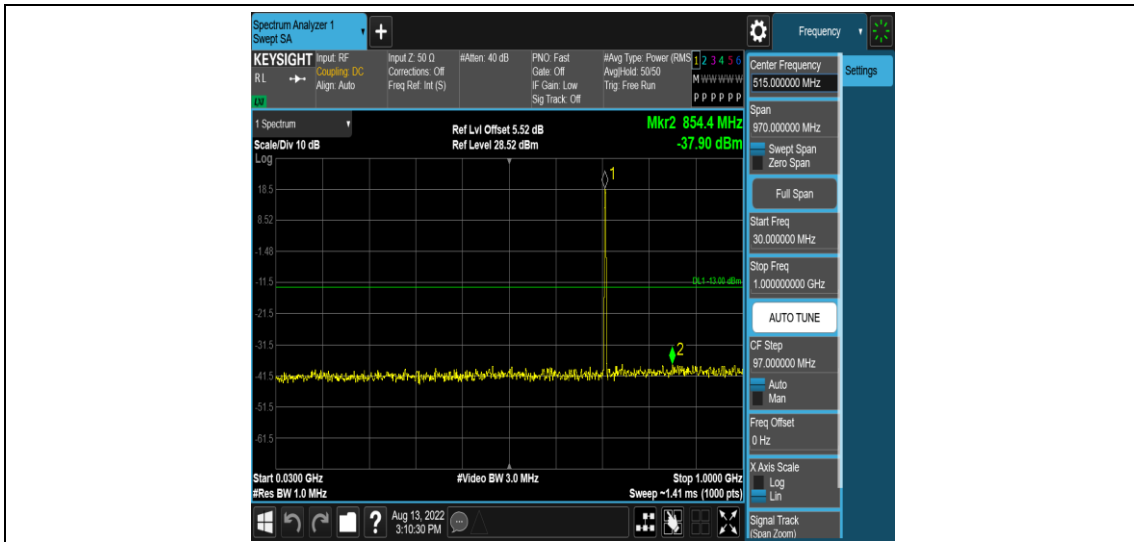 Spectrum Analyzer 1
Swept SA
+
Frequency
KEYSIGHT
RL
LXI
Input: RF
Coupling: DC
Align: Auto
Input Z: 50 Ω
Corrections: Off
Freq Ref: Int (S)
#Atten: 40 dB
PNO: Fast
Gate: Off
IF Gain: Low
Sig Track: Off
#Avg Type: Power (RMS
Avg|Hold: 50/50
Trig: Free Run
1 2 3 4 5 6
M W W W W W
P P P P P P
Center Frequency
515.000000 MHz
Settings
1 Spectrum
Scale/Div 10 dB
Log
Ref Lvl Offset 5.52 dB
Ref Level 28.52 dBm
Mkr2 854.4 MHz
-37.90 dBm
1
18.5
8.52
-1.48
-11.5
DL1 -13.00 dBm
-21.5
-31.5
2
-41.5
-51.5
-61.5
Start 0.0300 GHz
#Res BW 1.0 MHz
#Video BW 3.0 MHz
Stop 1.0000 GHz
Sweep ~1.41 ms (1000 pts)
Span
970.000000 MHz
Swept Span
Zero Span
Full Span
Start Freq
30.000000 MHz
Stop Freq
1.000000000 GHz
AUTO TUNE
CF Step
97.000000 MHz
Auto
Man
Freq Offset
0 Hz
X Axis Scale
Log
Lin
Signal Track
(Span Zoom)
?
Aug 13, 2022
3:10:30 PM